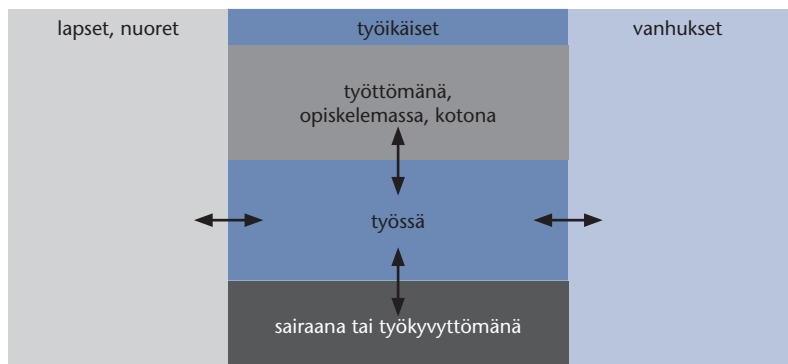 lapset, nuoret
työikäiset
vanhukset
työttömänä,
opiskelemassa, kotona
työssä
sairaana tai työkyvyttömänä